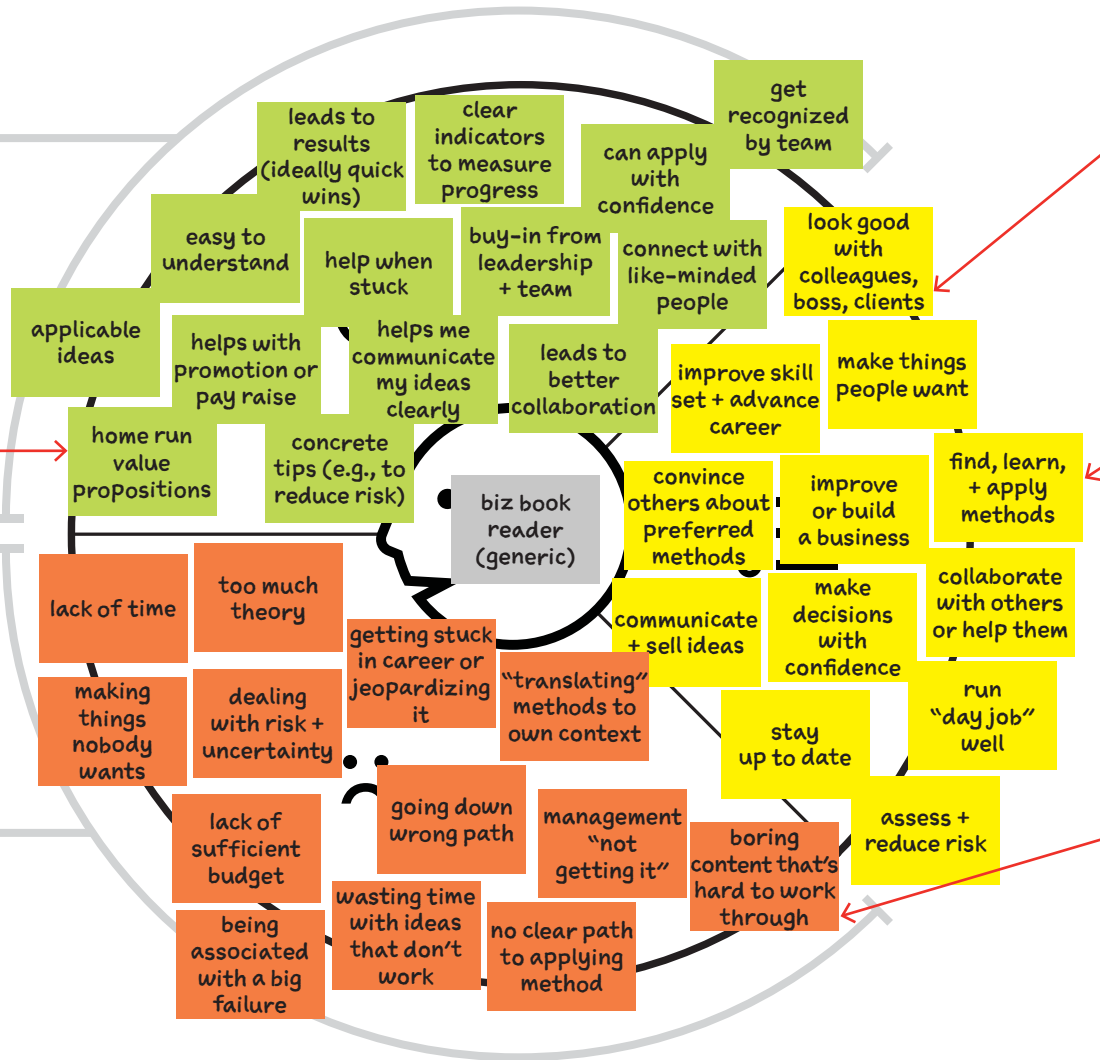 get
recognized
by team
leads to
results
(ideally quick
wins)
clear
indicators
to measure
progress
can apply
with
confidence
easy to
understand
help when
stuck
buy-in from
leadership
+ team
connect with
like-minded
people
applicable
ideas
helps with
promotion or
pay raise
helps me
communicate
my ideas
clearly
leads to
better
collaboration
home run
value
propositions
concrete
tips (e.g., to
reduce risk)
biz book
reader
(generic)
look good
with
colleagues,
boss, clients
improve skill
set + advance
career
make things
people want
convince
others about
preferred
methods
improve
or build
a business
find, learn,
+ apply
methods
communicate
+ sell ideas
make
decisions
with
confidence
collaborate
with others
or help them
stay
up to date
run
“day job”
well
assess +
reduce risk
lack of time
too much
theory
getting stuck
in career or
jeopardizing
it
“translating”
methods to
own context
making
things
nobody
wants
dealing
with risk +
uncertainty
going down
wrong path
management
“not
getting it”
boring
content that’s
hard to work
through
lack of
sufficient
budget
being
associated
with a big
failure
wasting time
with ideas
that don’t
work
no clear path
to applying
method